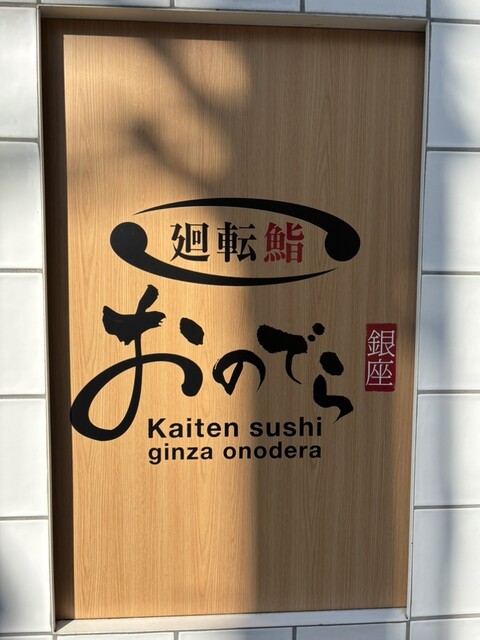 廻転鮨
おのでら
銀座
Kaiten sushi
ginza onodera